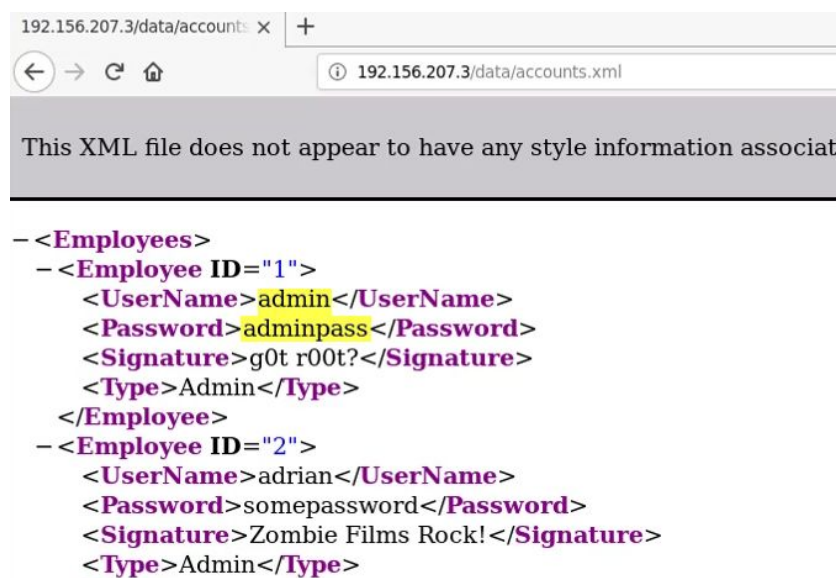 192.156.207.3/data/accounts × +
192.156.207.3/data/accounts.xml
This XML file does not appear to have any style information associat
−<Employees>
−<Employee ID="1">
<UserName>admin</UserName>
<Password>adminpass</Password>
<Signature>g0t r00t?</Signature>
<Type>Admin</Type>
</Employee>
−<Employee ID="2">
<UserName>adrian</UserName>
<Password>somepassword</Password>
<Signature>Zombie Films Rock!</Signature>
<Type>Admin</Type>